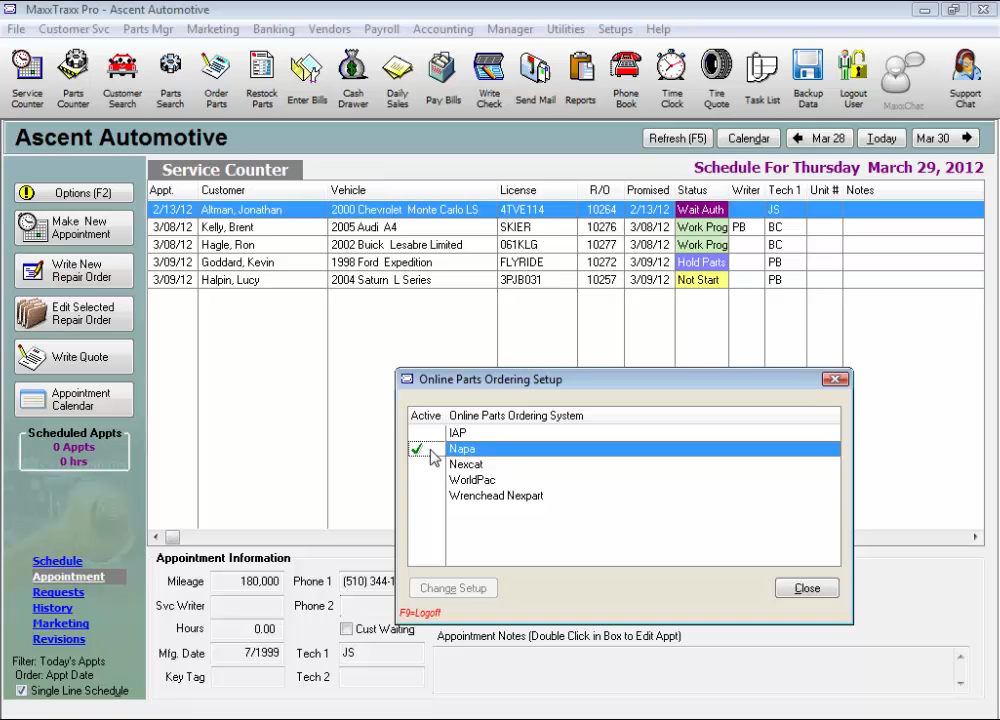 MaxxTraxx Pro - Ascent Automotive
File Customer Svc Parts Mgr Marketing Banking Vendors Payroll Accounting Manager Utilities Setups Help
Service Counter
Parts Counter
Customer Search
Parts Search
Order Parts
Restock Parts
Enter Bills
Cash Drawer
Daily Sales
Pay Bills
Write Check
Send Mail
Reports
Phone Book
Time Clock
Tire Quote
Task List
Backup Data
Logout User
MaxxChat
Support Chat
Ascent Automotive
Refresh (F5) Calendar Mar 28 Today Mar 30
Service Counter
Schedule For Thursday March 29, 2012
Options (F2)
Make New Appointment
Write New Repair Order
Edit Selected Repair Order
Write Quote
Appointment Calendar
Scheduled Appts
0 Appts
0 hrs
Schedule
Appointment
Requests
History
Marketing
Revisions
Filter: Today's Appts
Order: Appt Date
Single Line Schedule
Appt. Customer Vehicle License R/O Promised Status Writer Tech 1 Unit # Notes
2/13/12 Altman, Jonathan 2000 Chevrolet Monte Carlo LS 4TVE114 10264 2/13/12 Wait Auth JS
3/08/12 Kelly, Brent 2005 Audi A4 SKIER 10276 3/08/12 Work Prog PB BC
3/08/12 Hagle, Ron 2002 Buick Lesabre Limited 061KLG 10277 3/08/12 Work Prog BC
3/09/12 Goddard, Kevin 1998 Ford Expedition FLYRIDE 10272 3/09/12 Hold Parts PB
3/09/12 Halpin, Lucy 2004 Saturn L Series 3PJB031 10257 3/09/12 Not Start PB
Online Parts Ordering Setup
Active Online Parts Ordering System
IAP
Napa
Nexcat
WorldPac
Wrenchead Nexpart
Change Setup Close
F9=Logoff
Appointment Information
Mileage 180,000 Phone 1 (510) 344-1
Svc Writer Phone 2
Hours 0.00 Cust Waiting
Mfg. Date 7/1999 Tech 1 JS
Key Tag Tech 2
Appointment Notes (Double Click in Box to Edit Appt)